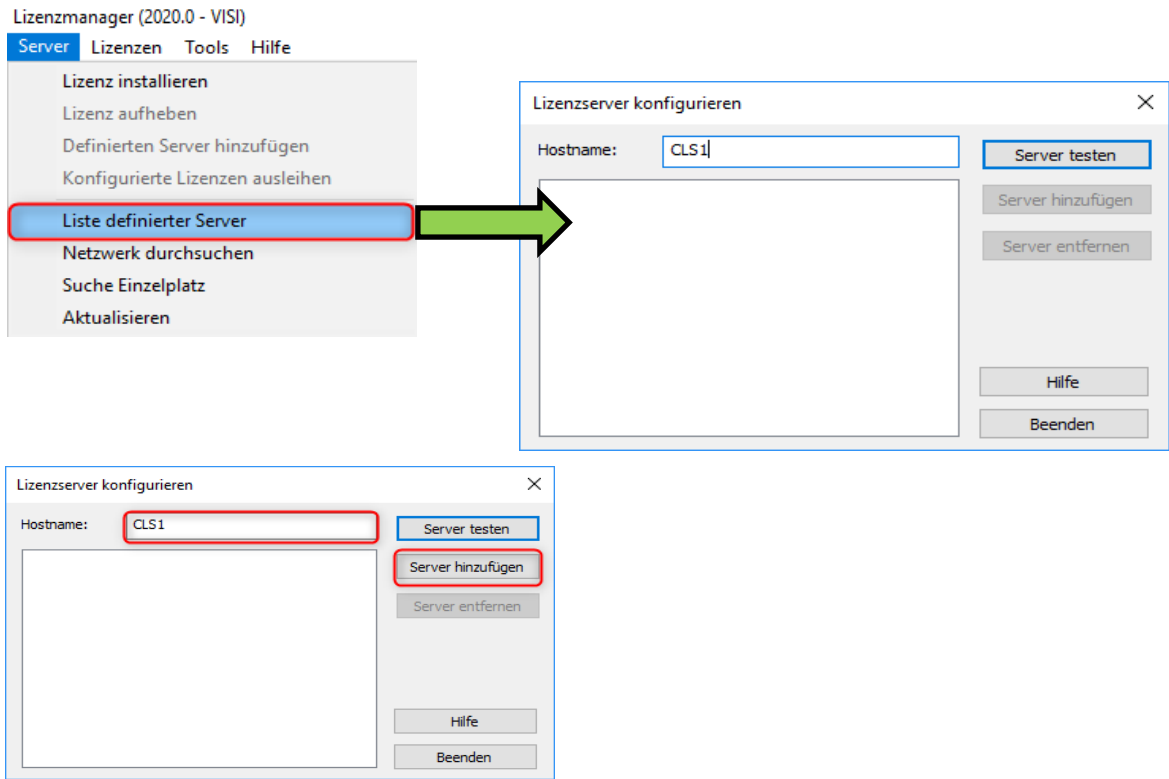 Lizenzmanager (2020.0 - VISI)
Server Lizenzen Tools Hilfe
Lizenz installieren
Lizenz aufheben
Definierten Server hinzufügen
Konfigurierte Lizenzen ausleihen
Liste definierter Server
Netzwerk durchsuchen
Suche Einzelplatz
Aktualisieren
Lizenzserver konfigurieren
Hostname: CLS1
Server testen
Server hinzufügen
Server entfernen
Hilfe
Beenden
Lizenzserver konfigurieren
Hostname: CLS1
Server testen
Server hinzufügen
Server entfernen
Hilfe
Beenden